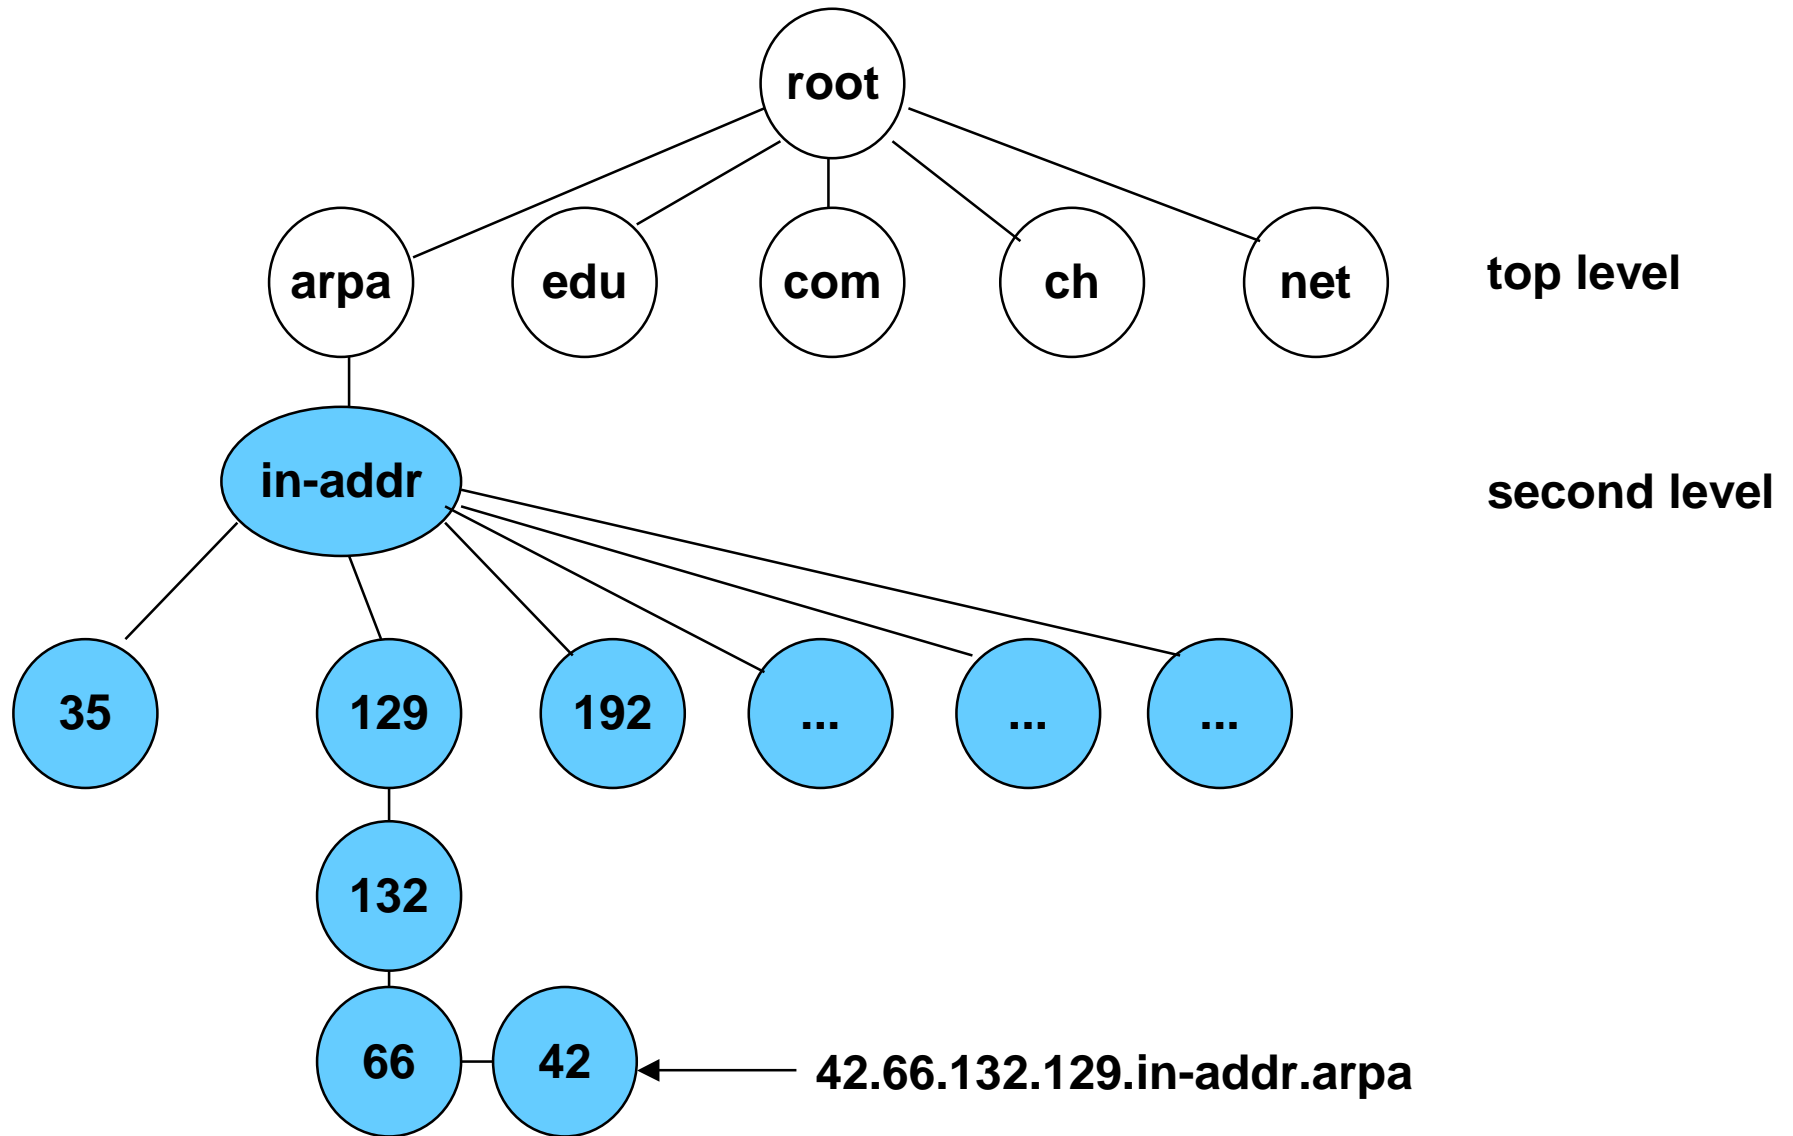 root
arpa
edu
com
ch
net
top level
in-addr
second level
35
129
192
...
...
...
132
66
42
42.66.132.129.in-addr.arpa